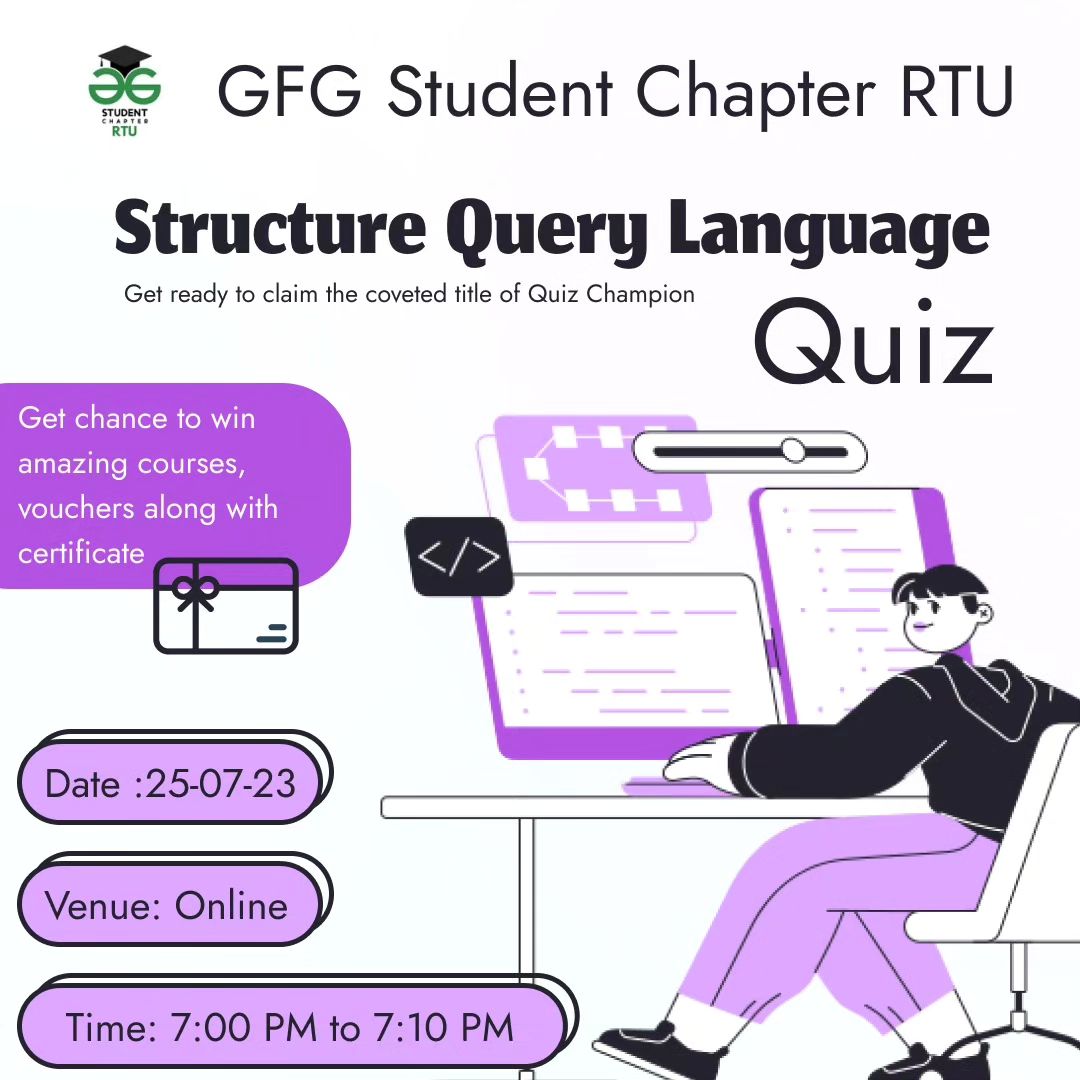 STUDENT
CHAPTER
RTU
GFG Student Chapter RTU
Structure Query Language
Get ready to claim the coveted title of Quiz Champion
Quiz
Get chance to win
amazing courses,
vouchers along with
certificate
</>
Date :25-07-23
Venue: Online
Time: 7:00 PM to 7:10 PM